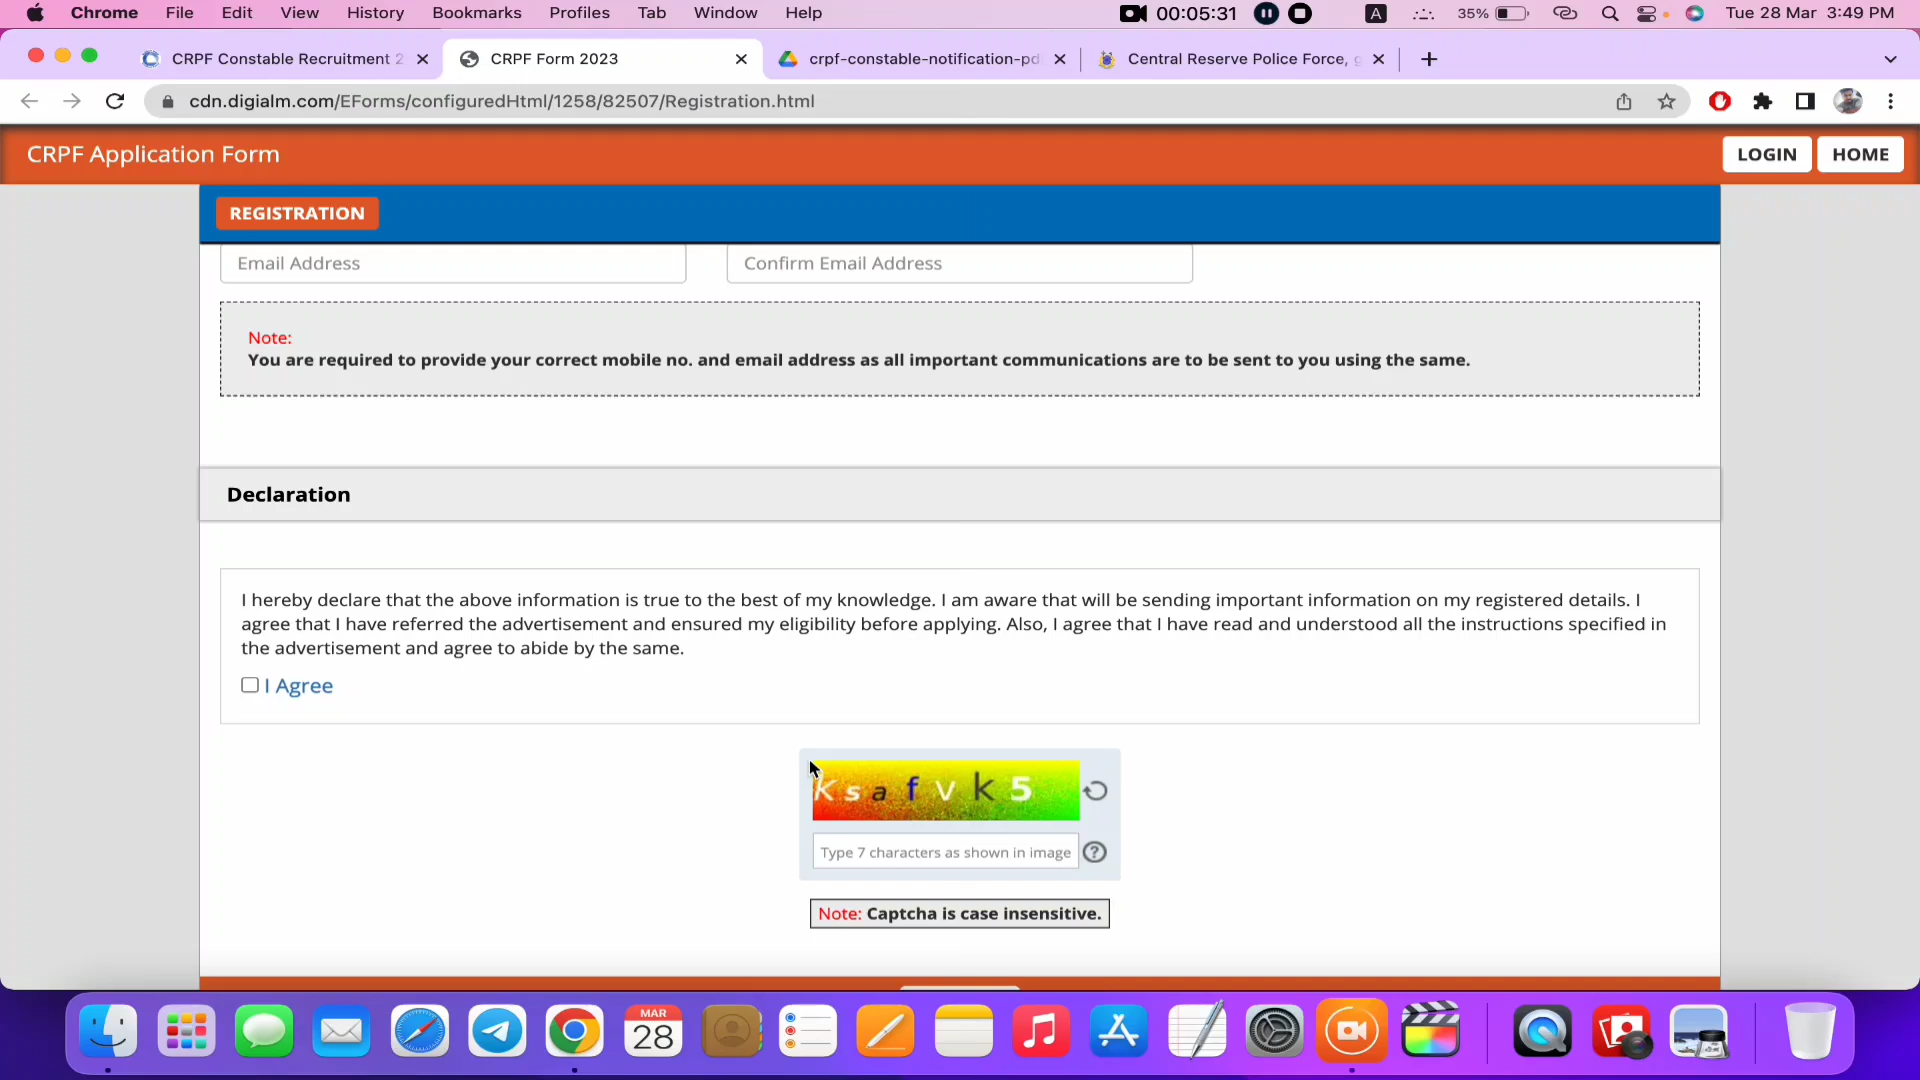 Chrome File Edit View History Bookmarks Profiles Tab Window Help 00:05:31 A 35% Tue 28 Mar 3:49 PM
CRPF Constable Recruitment 2 CRPF Form 2023 crpf-constable-notification-pd Central Reserve Police Force, g
cdn.digialm.com/EForms/configuredHtml/1258/82507/Registration.html
CRPF Application Form LOGIN HOME
REGISTRATION
Email Address Confirm Email Address
Note:
You are required to provide your correct mobile no. and email address as all important communications are to be sent to you using the same.
Declaration
I hereby declare that the above information is true to the best of my knowledge. I am aware that will be sending important information on my registered details. I
agree that I have referred the advertisement and ensured my eligibility before applying. Also, I agree that I have read and understood all the instructions specified in
the advertisement and agree to abide by the same.
I Agree
K s a f v k 5
Type 7 characters as shown in image
Note: Captcha is case insensitive.
MAR
28